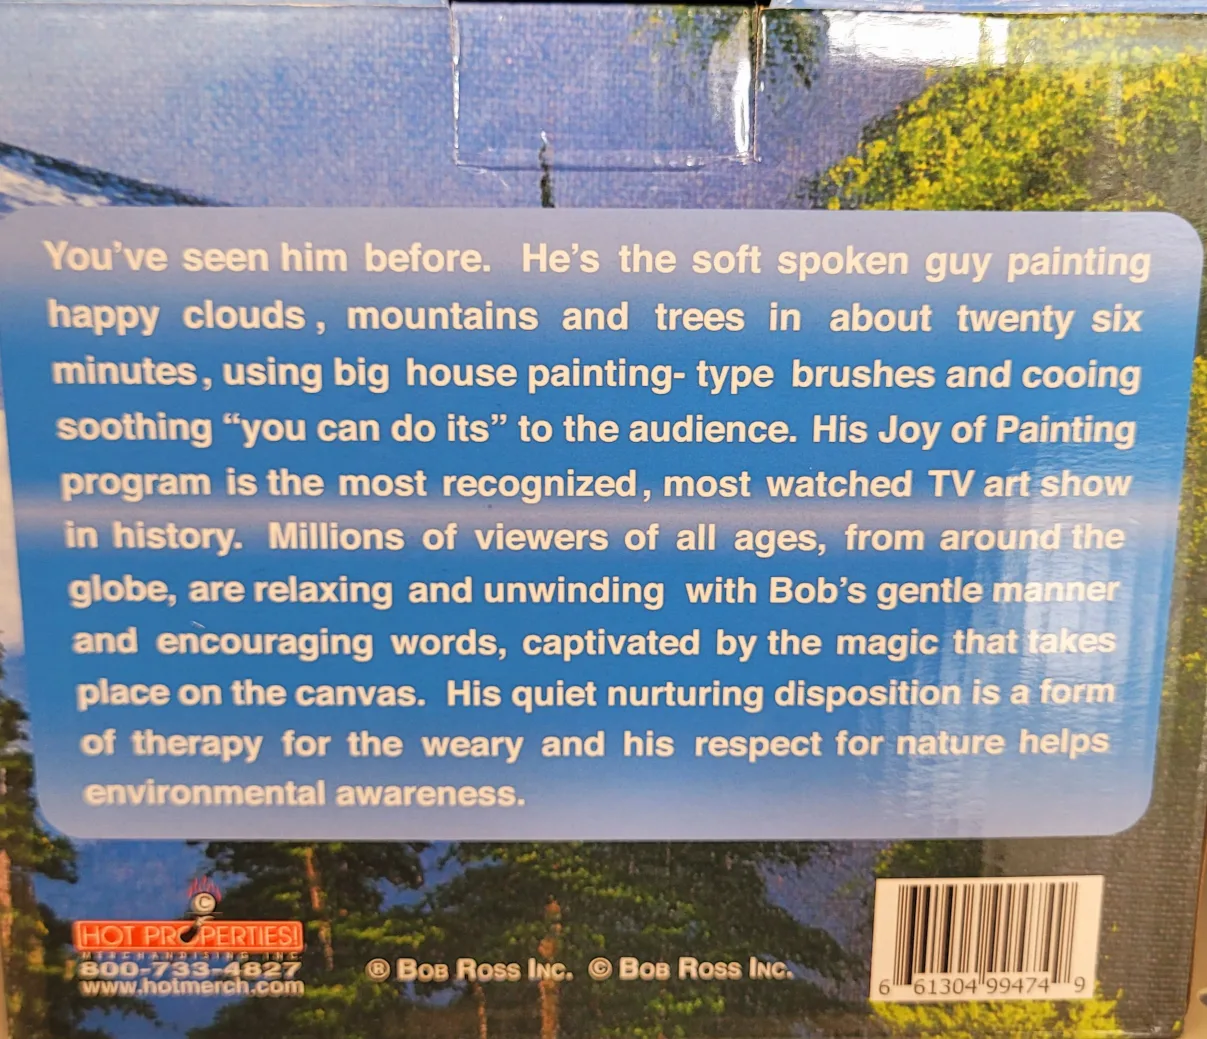 You've seen him before. He's the soft spoken guy painting
happy clouds, mountains and trees in about twenty six
minutes, using big house painting- type brushes and cooing
soothing “you can do its” to the audience. His Joy of Painting
program is the most recognized, most watched TV art show
in history. Millions of viewers of all ages, from around the
globe, are relaxing and unwinding with Bob's gentle manner
and encouraging words, captivated by the magic that takes
place on the canvas. His quiet nurturing disposition is a form
of therapy for the weary and his respect for nature helps
environmental awareness.
©
HOT PROPERTIES!
MERCHANDISING INC.
800-733-4827
www.hotmerch.com
® BOB ROSS INC. © BOB ROSS INC.
6 61304 99474 9